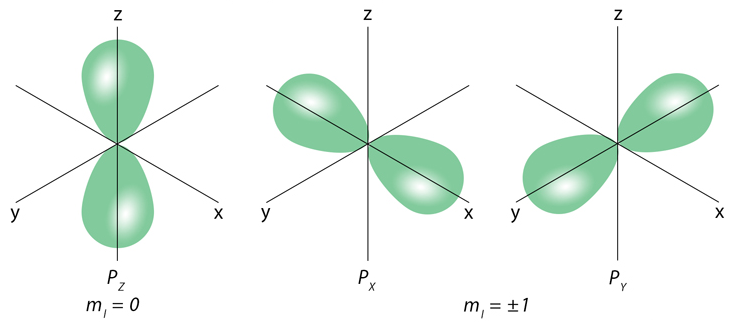 z z z
y x y x y x
P_Z P_X P_Y
m_l = 0 m_l = ±1